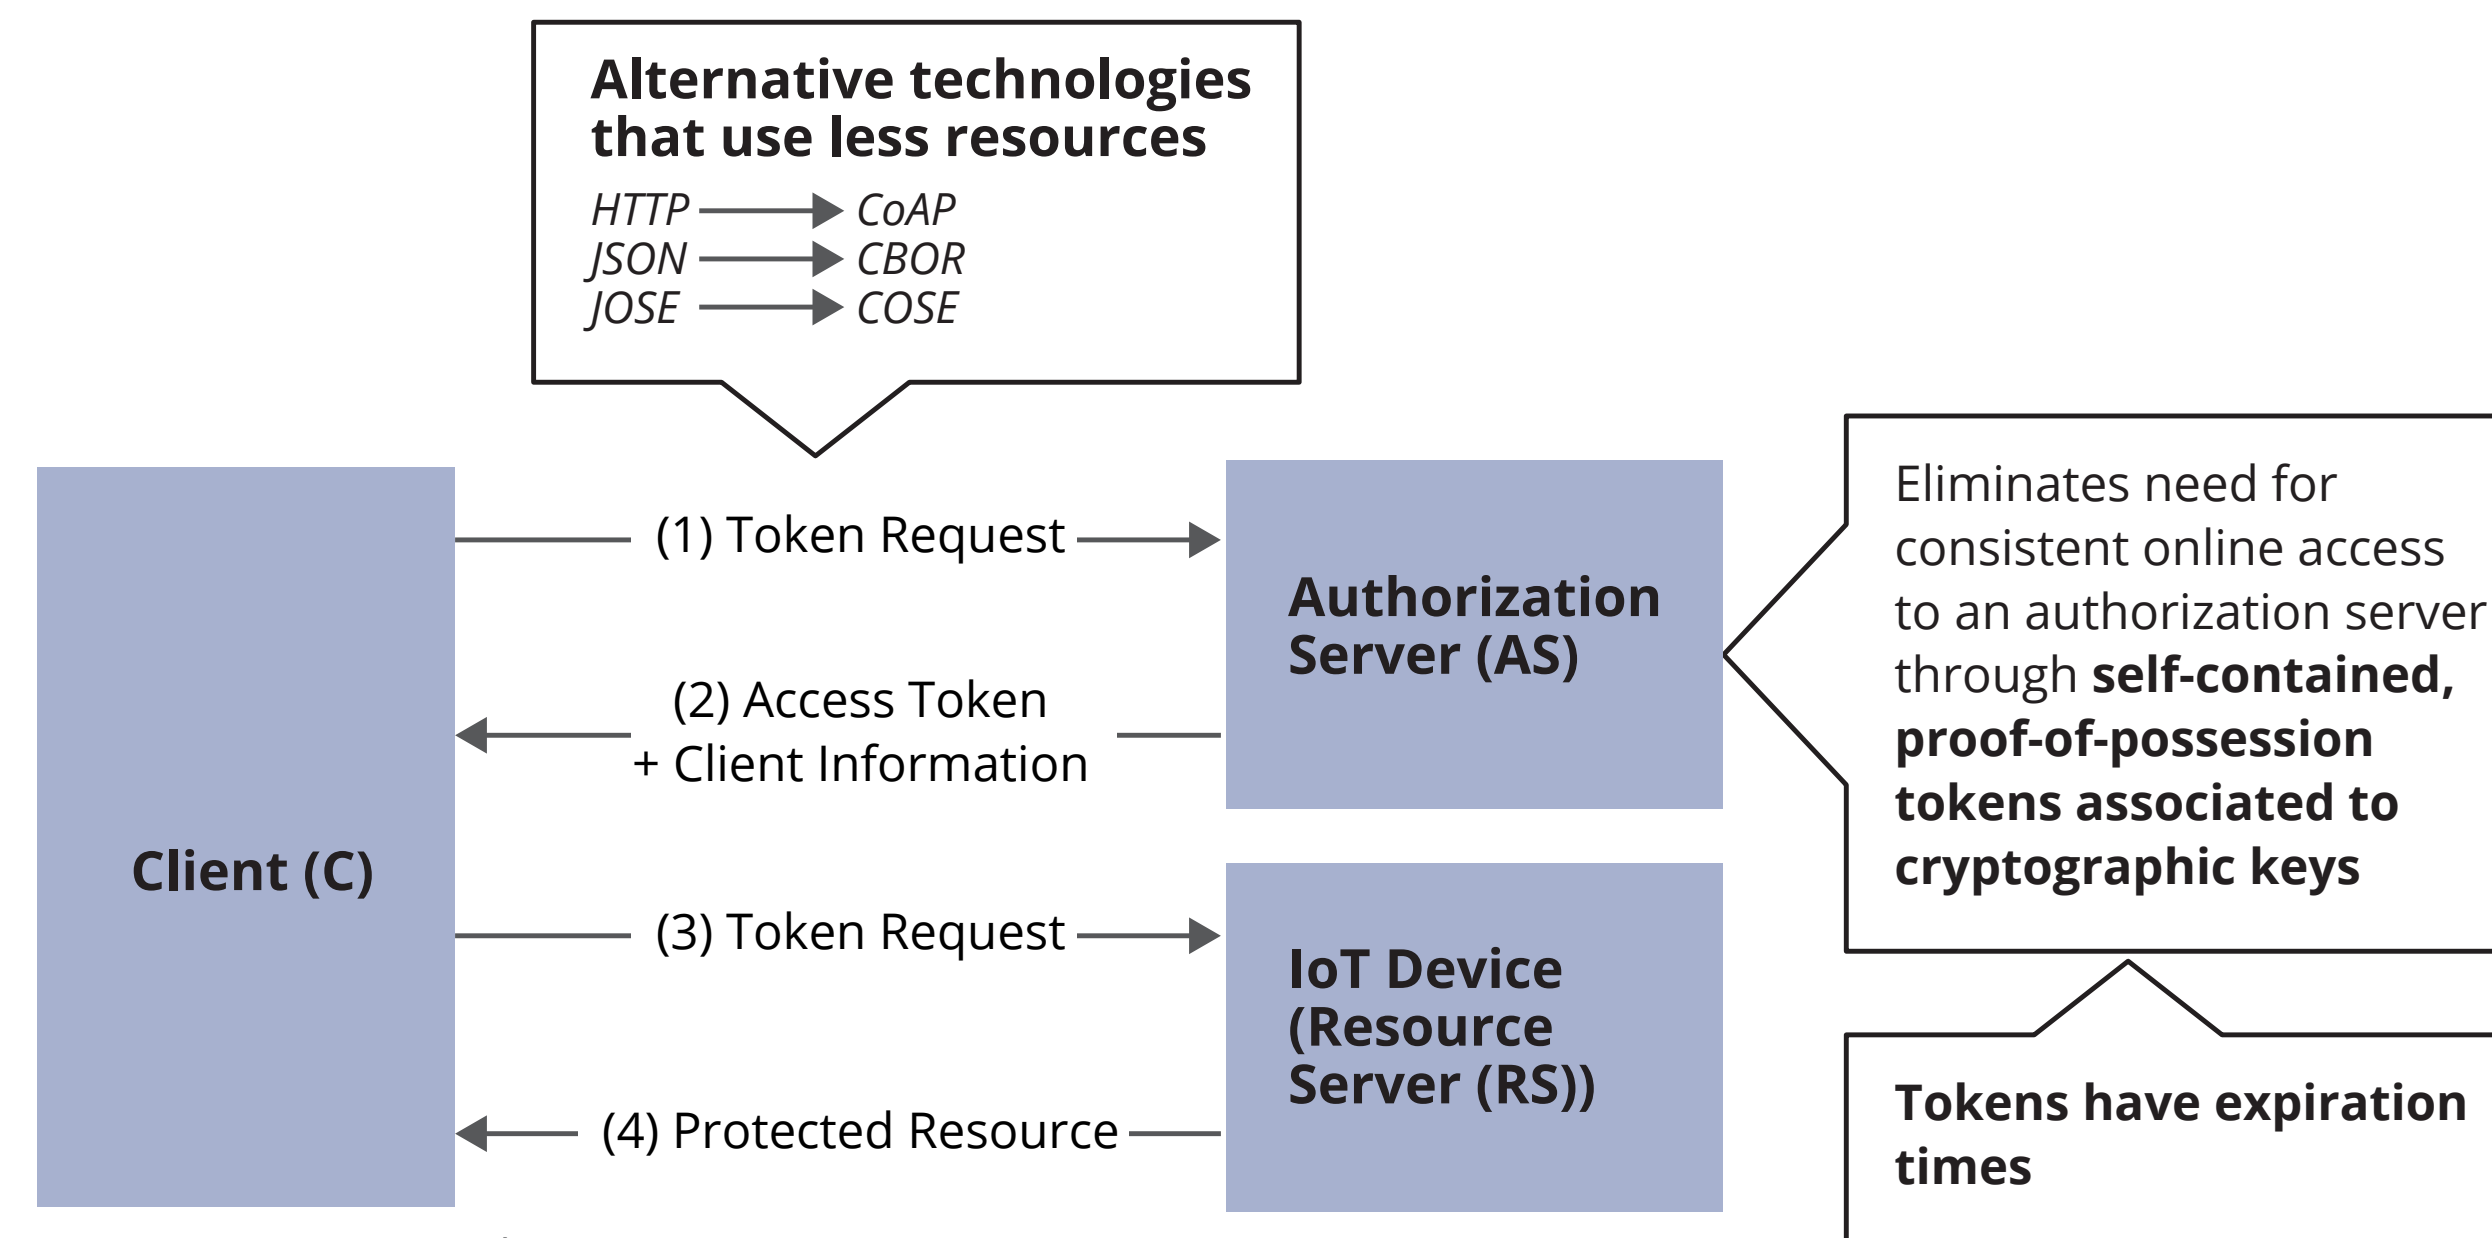 Alternative technologies
that use less resources
HTTP CoAP
JSON CBOR
JOSE COSE
(1) Token Request
Authorization
Server (AS)
(2) Access Token
+ Client Information
Eliminates need for
consistent online access
to an authorization server
through self-contained,
proof-of-possession
tokens associated to
cryptographic keys
Client (C)
(3) Token Request
IoT Device
(Resource
Server (RS))
(4) Protected Resource
Tokens have expiration
times